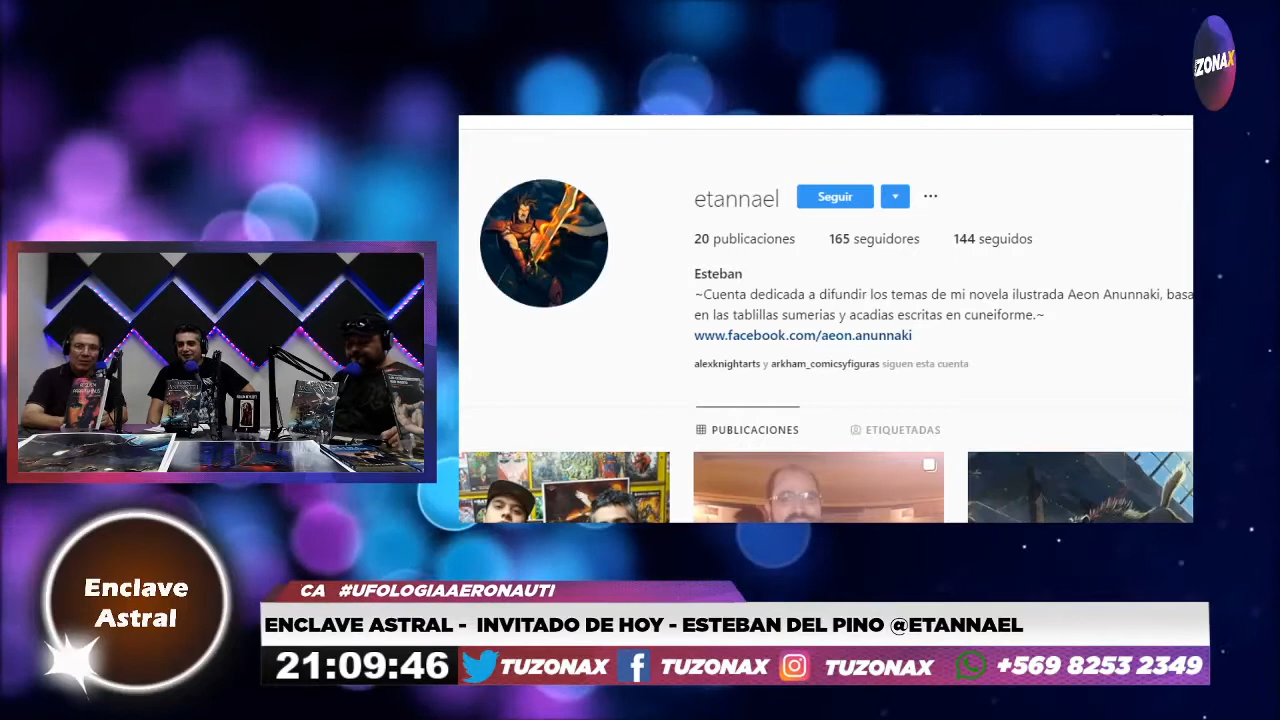 ZONAX
etannael
Seguir
20 publicaciones 165 seguidores 144 seguidos
Esteban
~Cuenta dedicada a difundir los temas de mi novela ilustrada Aeon Anunnaki, basa
en las tablillas sumerias y acadias escritas en cuneiforme.~
www.facebook.com/aeon.anunnaki
alexknightarts y arkham_comicsyfiguras siguen esta cuenta
PUBLICACIONES ETIQUETADAS
Enclave
Astral
CA #UFOLOGIAAERONAUTI
ENCLAVE ASTRAL - INVITADO DE HOY - ESTEBAN DEL PINO @ETANNAEL
21:09:46 TUZONAX TUZONAX TUZONAX +569 8253 2349